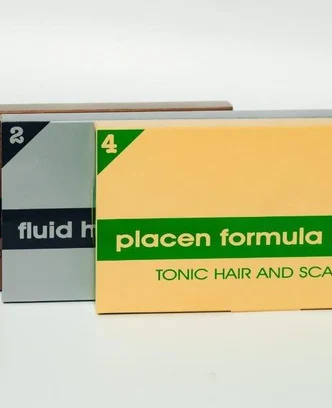 2
fluid h
4
placen formula
TONIC HAIR AND SCA